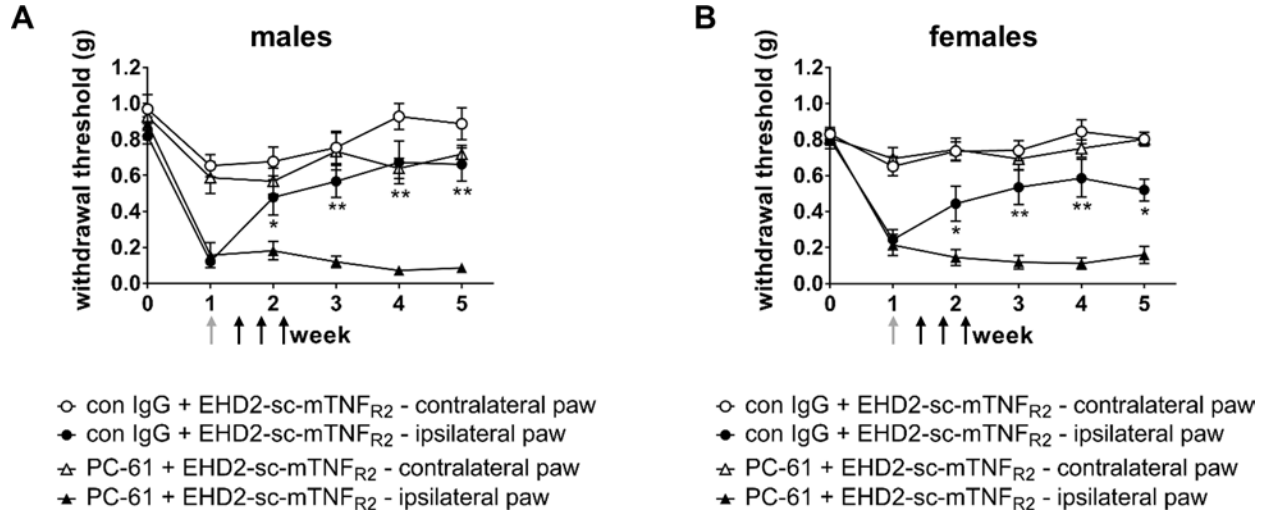 A
males
withdrawal threshold (g)
1.2
1.0
0.8
0.6
0.4
0.2
0.0
* ** ** **
0 1 2 3 4 5
week
con IgG + EHD2-sc-mTNFR2 - contralateral paw
con IgG + EHD2-sc-mTNFR2 - ipsilateral paw
PC-61 + EHD2-sc-mTNFR2 - contralateral paw
PC-61 + EHD2-sc-mTNFR2 - ipsilateral paw
B
females
withdrawal threshold (g)
1.2
1.0
0.8
0.6
0.4
0.2
0.0
* ** ** *
0 1 2 3 4 5
week
con IgG + EHD2-sc-mTNFR2 - contralateral paw
con IgG + EHD2-sc-mTNFR2 - ipsilateral paw
PC-61 + EHD2-sc-mTNFR2 - contralateral paw
PC-61 + EHD2-sc-mTNFR2 - ipsilateral paw